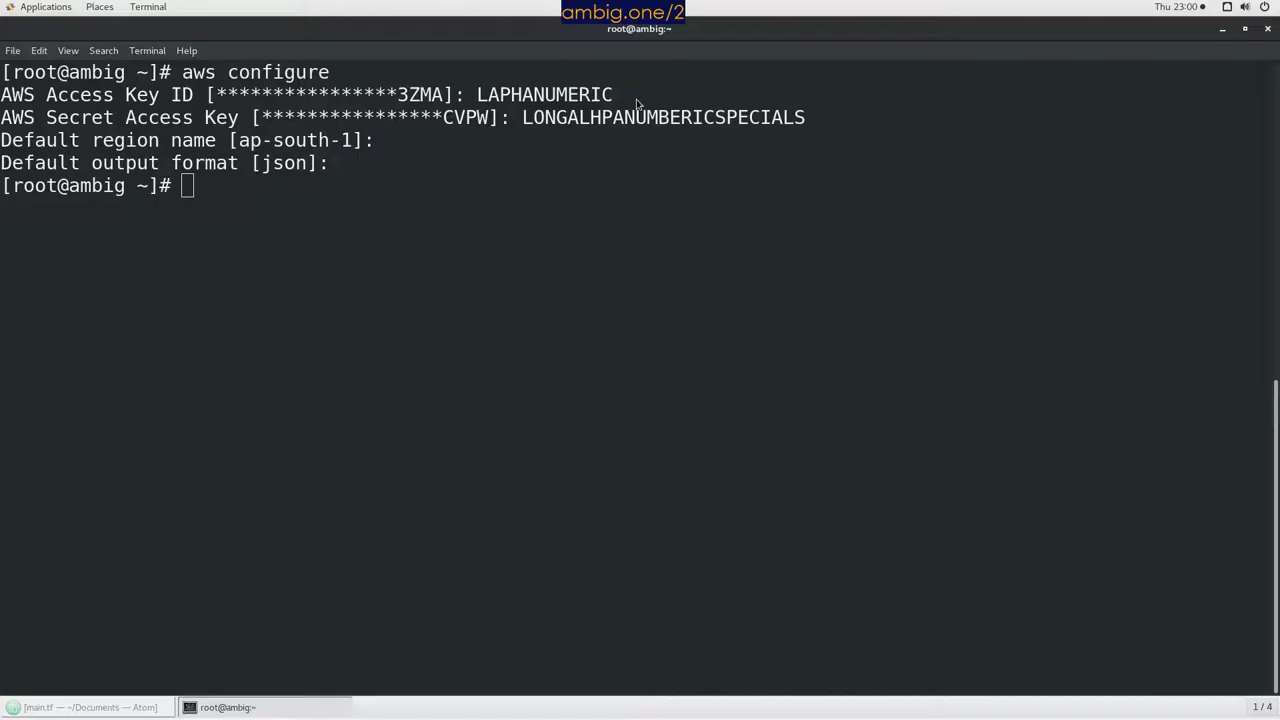 Applications Places Terminal
ambig.one/2
Thu 23:00
root@ambig:~
File Edit View Search Terminal Help
[root@ambig ~]# aws configure
AWS Access Key ID [****************3ZMA]: LAPHANUMERIC
AWS Secret Access Key [****************CVPW]: LONGALHPANUMBERICSPECIALS
Default region name [ap-south-1]:
Default output format [json]:
[root@ambig ~]#
[main.tf — ~/Documents — Atom]
root@ambig:~
1 / 4